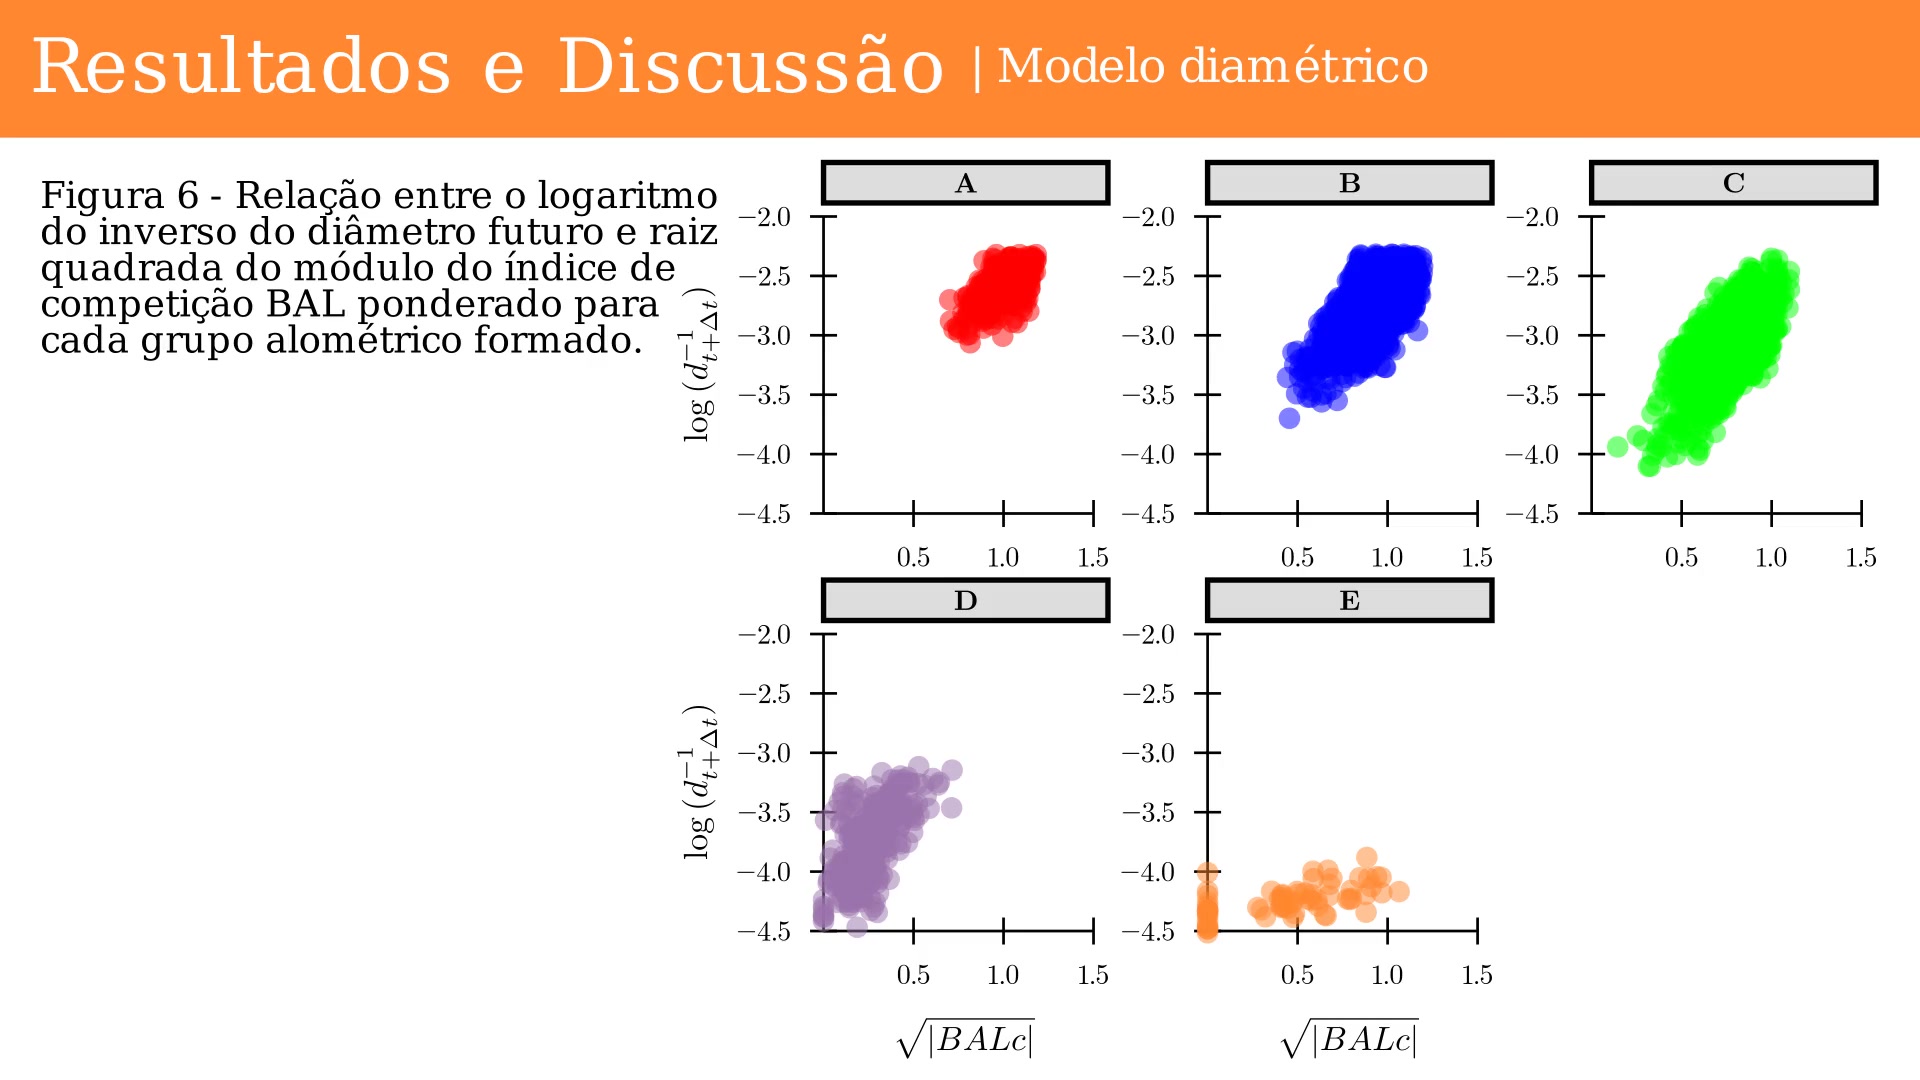 Resultados e Discussão | Modelo diamétrico
Figura 6 - Relação entre o logaritmo
do inverso do diâmetro futuro e raiz
quadrada do módulo do índice de
competição BAL ponderado para
cada grupo alométrico formado.
A
−2.0
−2.5
−3.0
−3.5
−4.0
−4.5
0.5 1.0 1.5
log (d_{t+Δt}^{−1})
B
−2.0
−2.5
−3.0
−3.5
−4.0
−4.5
0.5 1.0 1.5
C
−2.0
−2.5
−3.0
−3.5
−4.0
−4.5
0.5 1.0 1.5
D
−2.0
−2.5
−3.0
−3.5
−4.0
−4.5
0.5 1.0 1.5
log (d_{t+Δt}^{−1})
√|BALc|
E
−2.0
−2.5
−3.0
−3.5
−4.0
−4.5
0.5 1.0 1.5
√|BALc|